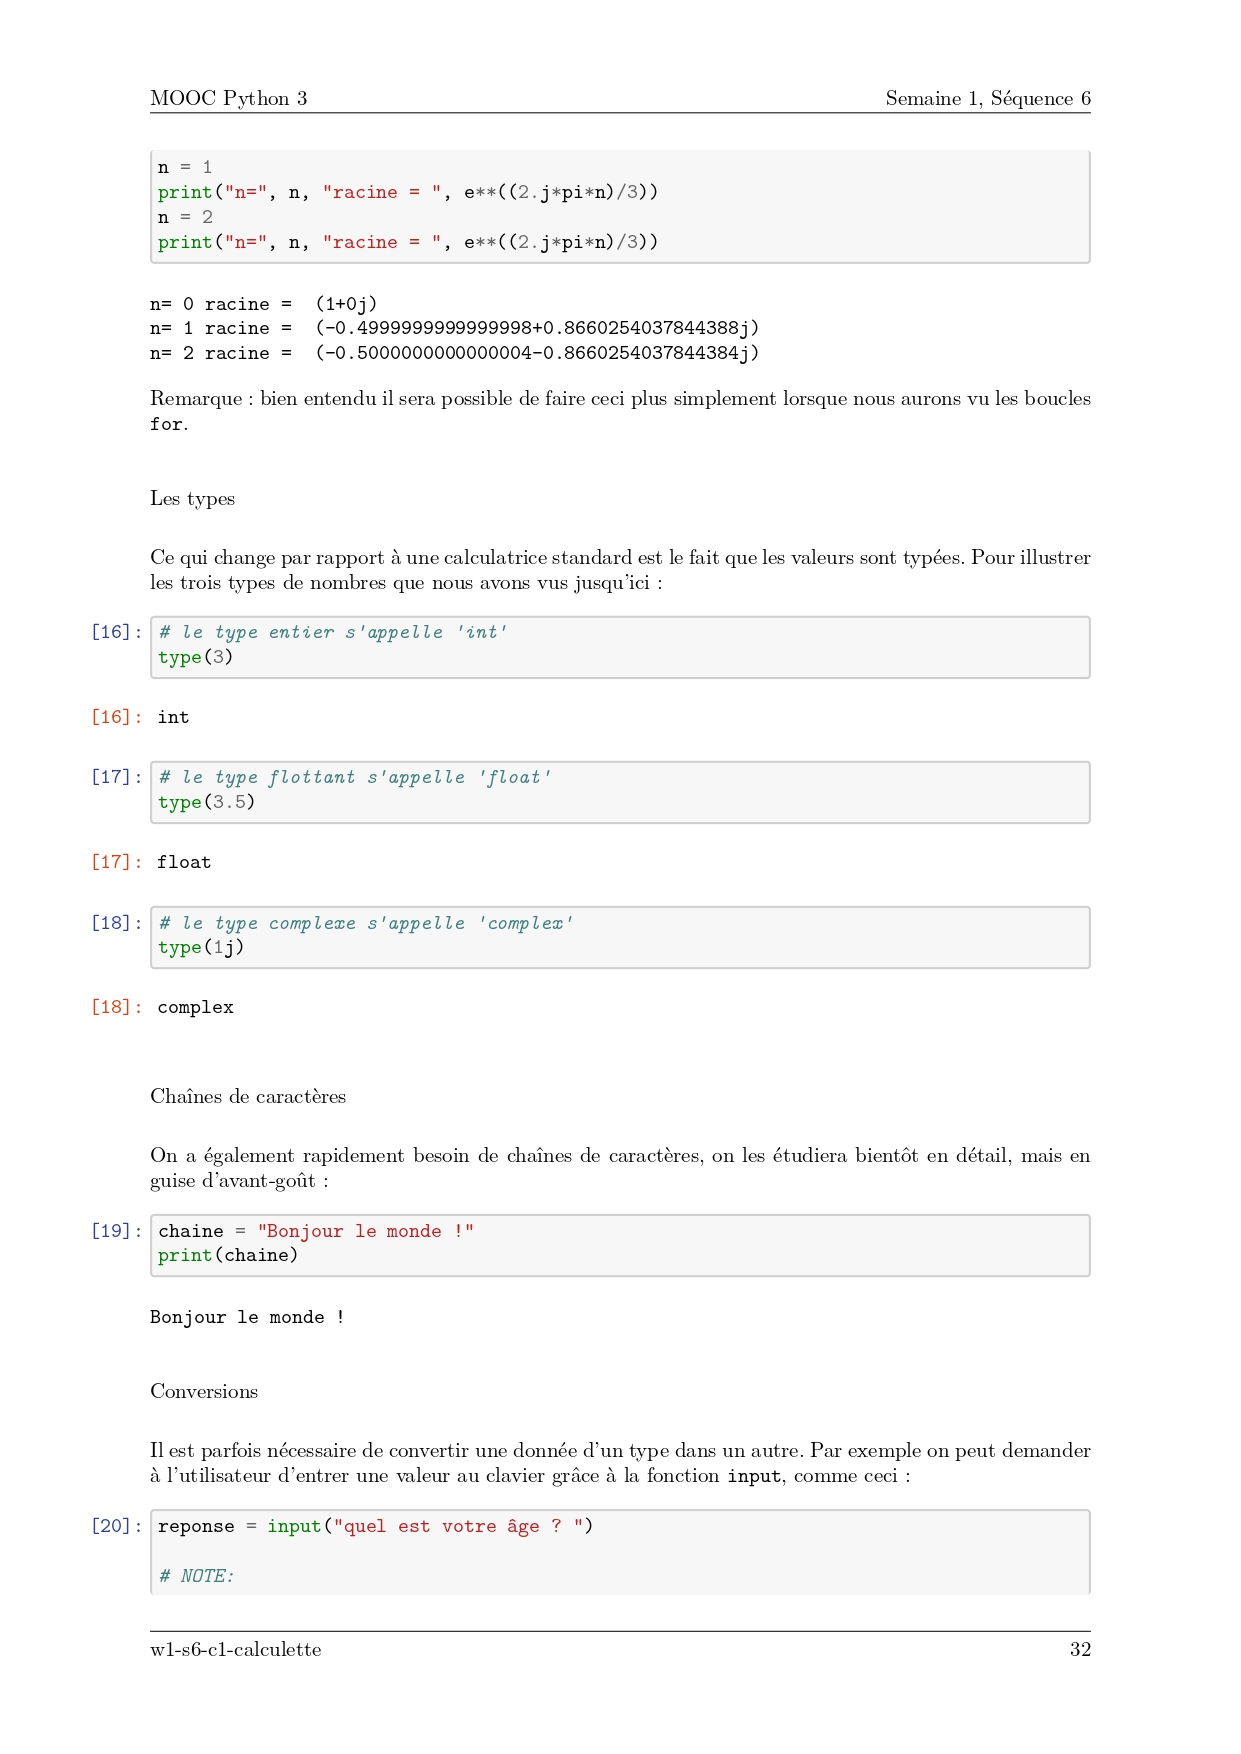 MOOC Python 3 Semaine 1, Séquence 6
n = 1
print("n=", n, "racine = ", e**((2.j*pi*n)/3))
n = 2
print("n=", n, "racine = ", e**((2.j*pi*n)/3))
n= 0 racine =  (1+0j)
n= 1 racine =  (-0.4999999999999998+0.8660254037844388j)
n= 2 racine =  (-0.5000000000000004-0.8660254037844384j)
Remarque : bien entendu il sera possible de faire ceci plus simplement lorsque nous aurons vu les boucles
for.
Les types
Ce qui change par rapport à une calculatrice standard est le fait que les valeurs sont typées. Pour illustrer
les trois types de nombres que nous avons vus jusqu'ici :
[16]: # le type entier s'appelle 'int'
type(3)
[16]: int
[17]: # le type flottant s'appelle 'float'
type(3.5)
[17]: float
[18]: # le type complexe s'appelle 'complex'
type(1j)
[18]: complex
Chaînes de caractères
On a également rapidement besoin de chaînes de caractères, on les étudiera bientôt en détail, mais en
guise d'avant-goût :
[19]: chaine = "Bonjour le monde !"
print(chaine)
Bonjour le monde !
Conversions
Il est parfois nécessaire de convertir une donnée d'un type dans un autre. Par exemple on peut demander
à l'utilisateur d'entrer une valeur au clavier grâce à la fonction input, comme ceci :
[20]: reponse = input("quel est votre âge ? ")
# NOTE:
w1-s6-c1-calculette 32